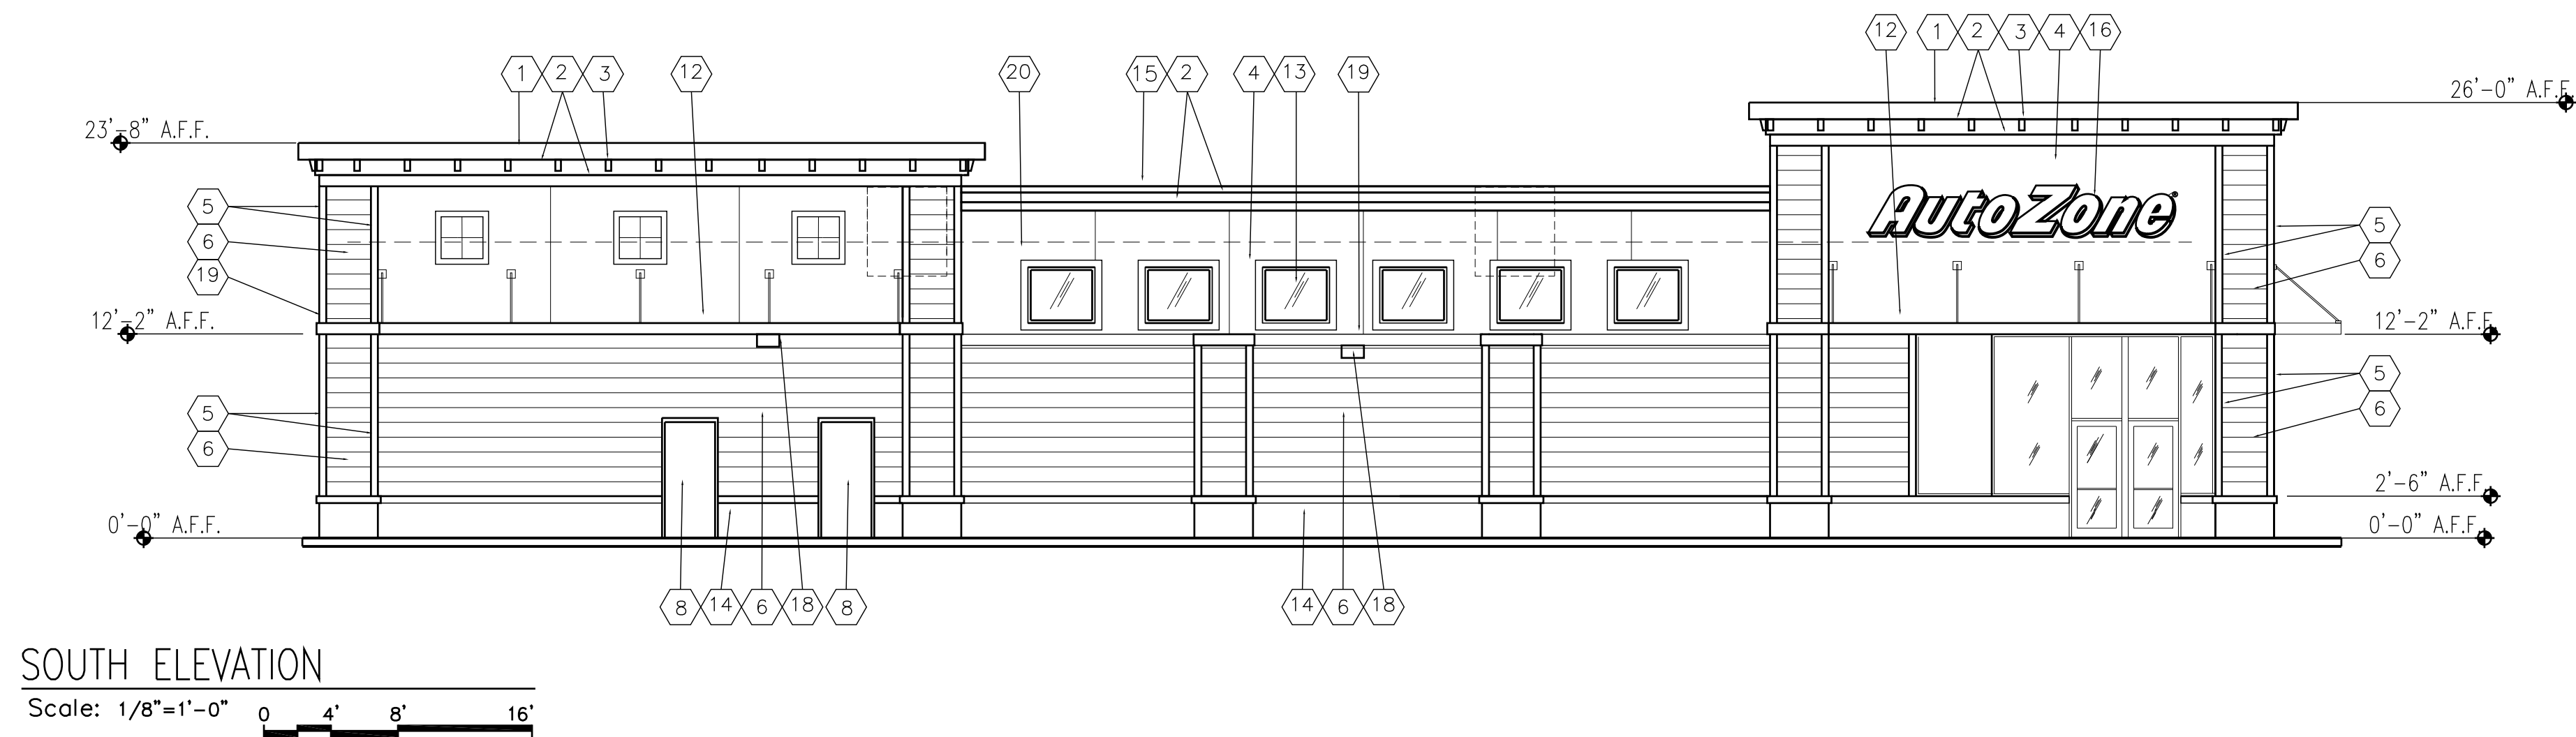 12 1 2 3 4 16
1 2 3 12 20 15 2 4 13 19
26'-0" A.F.F.
23'-8" A.F.F.
5
6
19
AutoZone®
5
6
12'-2" A.F.F.
12'-2" A.F.F.
5
6
5
6
2'-6" A.F.F.
0'-0" A.F.F.
0'-0" A.F.F.
8 14 6 18 8 14 6 18
SOUTH ELEVATION
Scale: 1/8"=1'-0"
0 4' 8' 16'